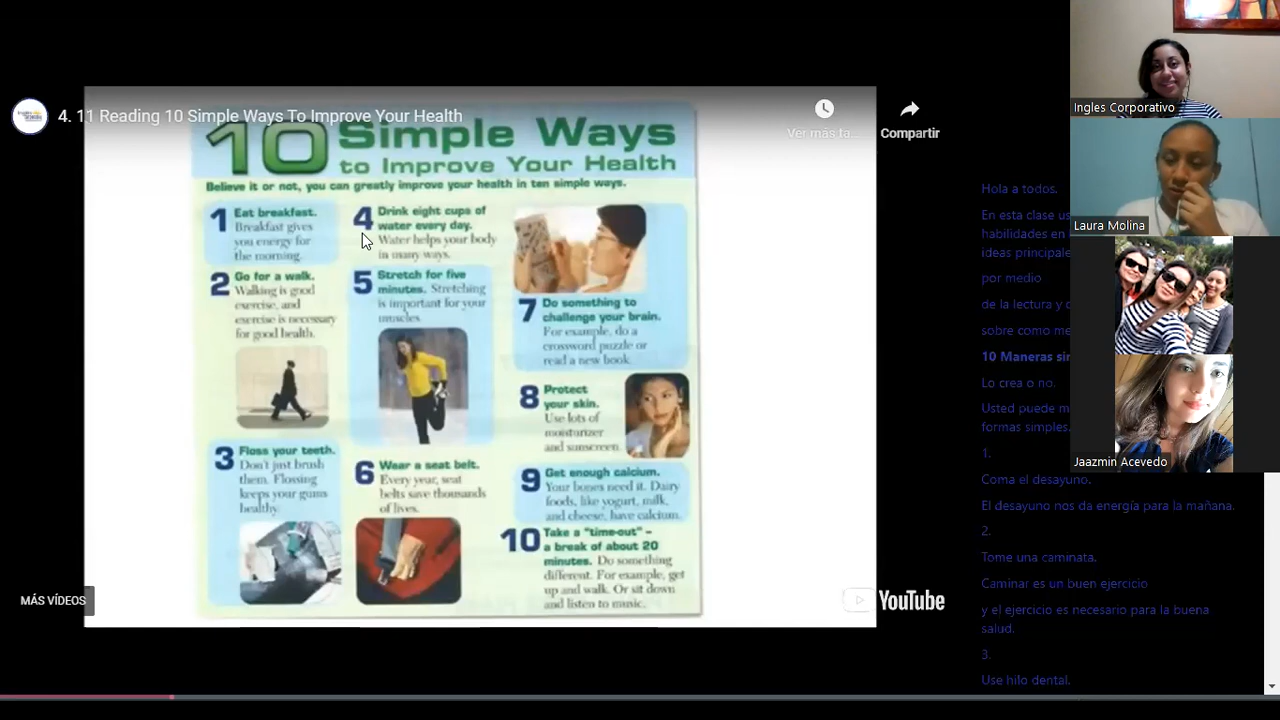 4. 11 Reading 10 Simple Ways To Improve Your Health
Ver más ta...
Compartir
10 Simple Ways
to Improve Your Health
Believe it or not, you can greatly improve your health in ten simple ways.
1 Eat breakfast.
Breakfast gives
you energy for
the morning.
2 Go for a walk.
Walking is good
exercise, and
exercise is necessary
for good health.
3 Floss your teeth.
Don't just brush
them. Flossing
keeps your gums
healthy.
4 Drink eight cups of
water every day.
Water helps your body
in many ways.
5 Stretch for five
minutes. Stretching
is important for your
muscles.
6 Wear a seat belt.
Every year, seat
belts save thousands
of lives.
7 Do something to
challenge your brain.
For example, do a
crossword puzzle or
read a new book.
8 Protect
your skin.
Use lots of
moisturizer
and sunscreen.
9 Get enough calcium.
Your bones need it. Dairy
foods, like yogurt, milk,
and cheese, have calcium.
10 Take a "time-out" –
a break of about 20
minutes. Do something
different. For example, get
up and walk. Or sit down
and listen to music.
MÁS VÍDEOS
YouTube
Hola a todos.
En esta clase
habilidades en
ideas principale
por medio
de la lectura y
sobre como
10 Maneras
Lo crea o no.
Usted puede
formas simples.
1.
Coma el desayuno.
El desayuno nos da energía para la mañana.
2.
Tome una caminata.
Caminar es un buen ejercicio
y el ejercicio es necesario para la buena
salud.
3.
Use hilo dental.
Ingles Corporativo
Laura Molina
Jaazmin Acevedo